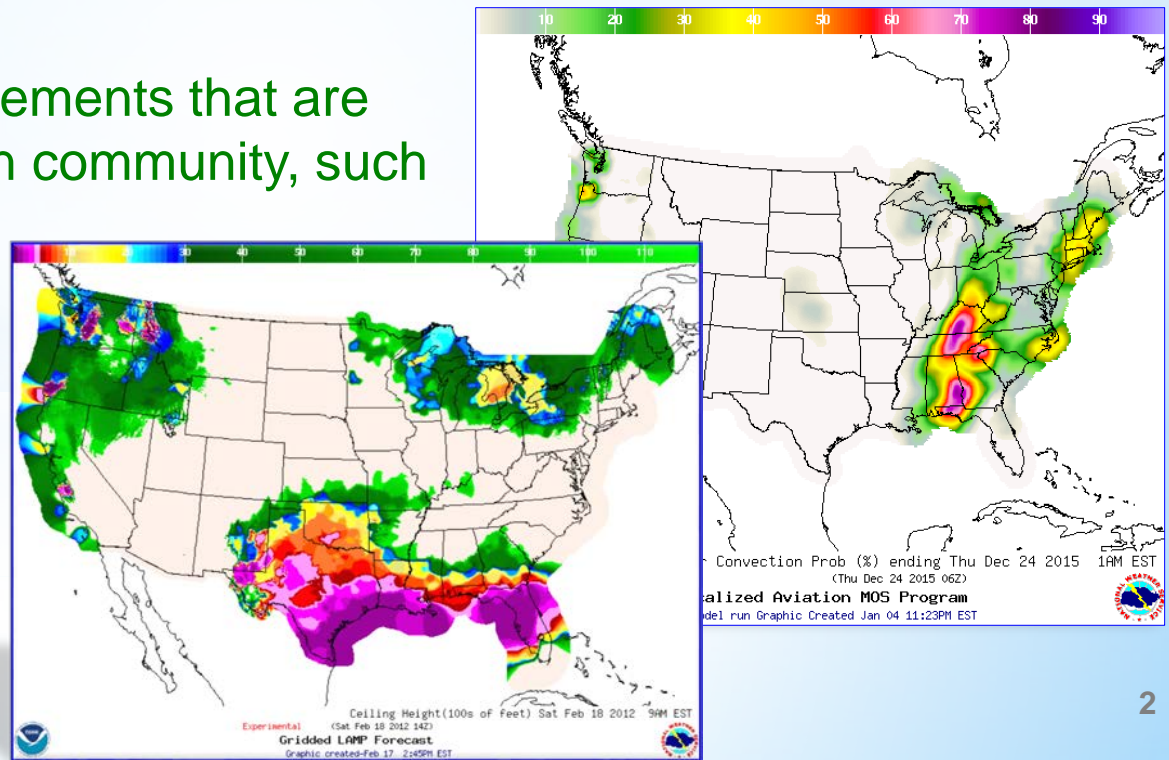 ements that are
n community, such
10 20 30 40 50 60 70 80 90
10 20 30 40 50 60 70 80 90 100 110
r Convection Prob (%) ending Thu Dec 24 2015 1AM EST
(Thu Dec 24 2015 06Z)
alized Aviation MOS Program
odel run Graphic Created Jan 04 11:23PM EST
Ceiling Height(100s of feet) Sat Feb 18 2012 9AM EST
Experimental (Sat Feb 18 2012 14Z)
Gridded LAMP Forecast
Graphic created-Feb 17 2:45PM EST
2